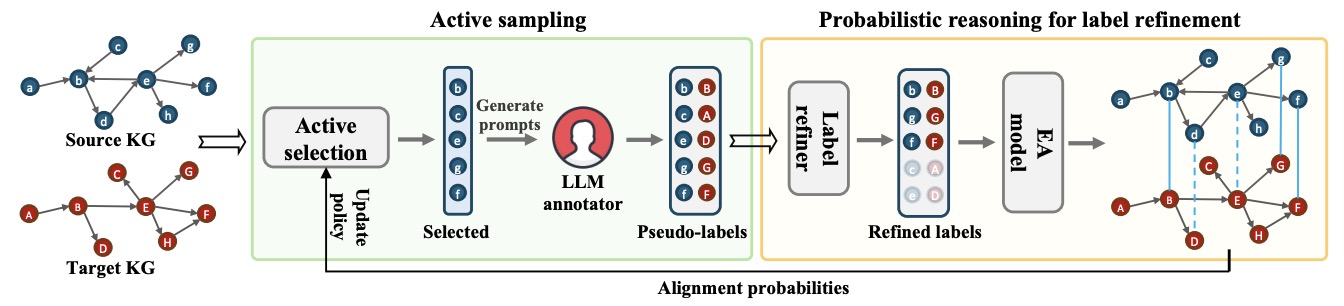 Active sampling
Probabilistic reasoning for label refinement
c
g
a
b
e
f
d
h
Source KG
C
G
A
B
E
F
D
H
Target KG
Active
selection
Update
policy
b
c
e
g
f
Selected
Generate
prompts
LLM
annotator
b B
c A
e D
g G
f F
Pseudo-labels
Label
refiner
b B
g G
f F
c A
e D
Refined labels
EA
model
c
g
a
b
e
f
d
h
C
G
A
B
E
F
D
H
Alignment probabilities